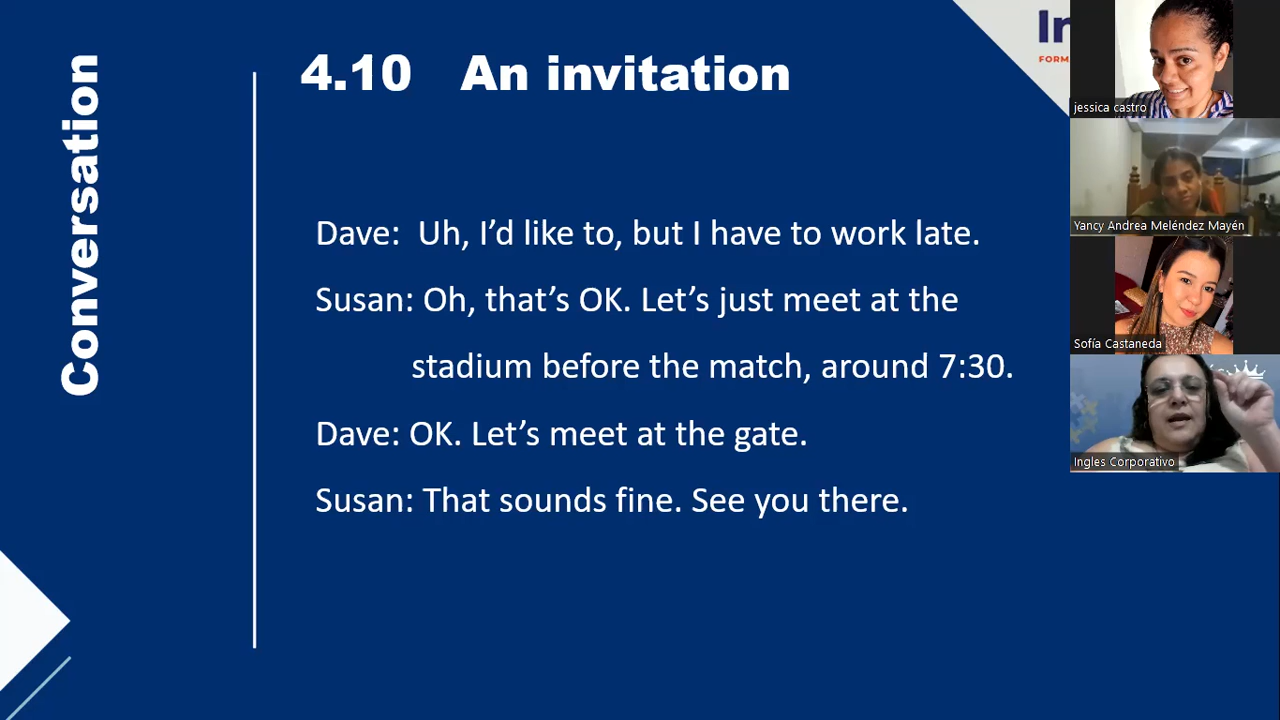 Conversation
4.10 An invitation
Dave: Uh, I’d like to, but I have to work late.
Susan: Oh, that’s OK. Let’s just meet at the
stadium before the match, around 7:30.
Dave: OK. Let’s meet at the gate.
Susan: That sounds fine. See you there.
In
FORM
jessica castro
Yancy Andrea Meléndez Mayén
Sofía Castaneda
Ingles Corporativo